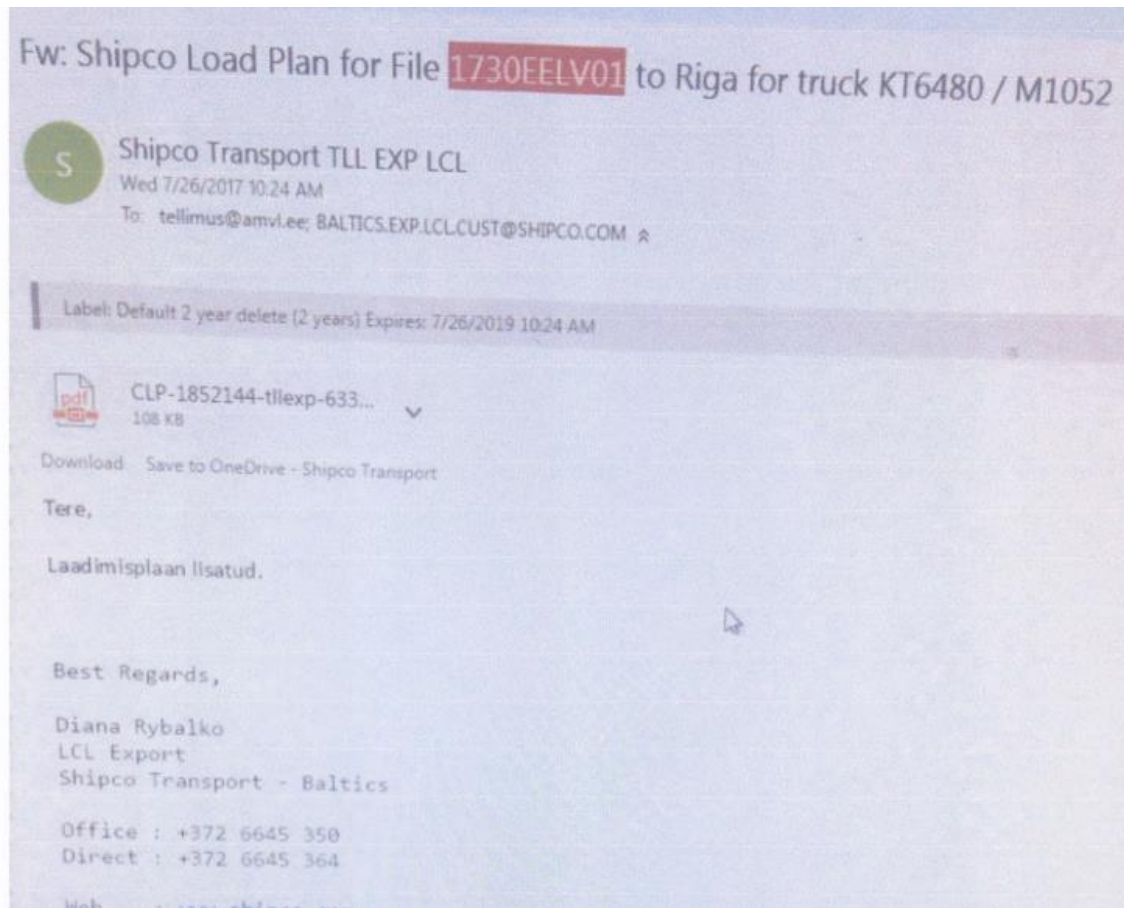 Fw: Shipco Load Plan for File 1730EELV01 to Riga for truck KT6480 / M1052
S
Shipco Transport TLL EXP LCL
Wed 7/26/2017 10:24 AM
To: tellimus@amvl.ee; BALTICS.EXP.LCL.CUST@SHIPCO.COM
Label: Default 2 year delete (2 years) Expires: 7/26/2019 10:24 AM
pdf
CLP-1852144-tllexp-633...
108 KB
Download Save to OneDrive - Shipco Transport
Tere,
Laadimisplaan lisatud.
Best Regards,
Diana Rybalko
LCL Export
Shipco Transport - Baltics
Office : +372 6645 350
Direct : +372 6645 364